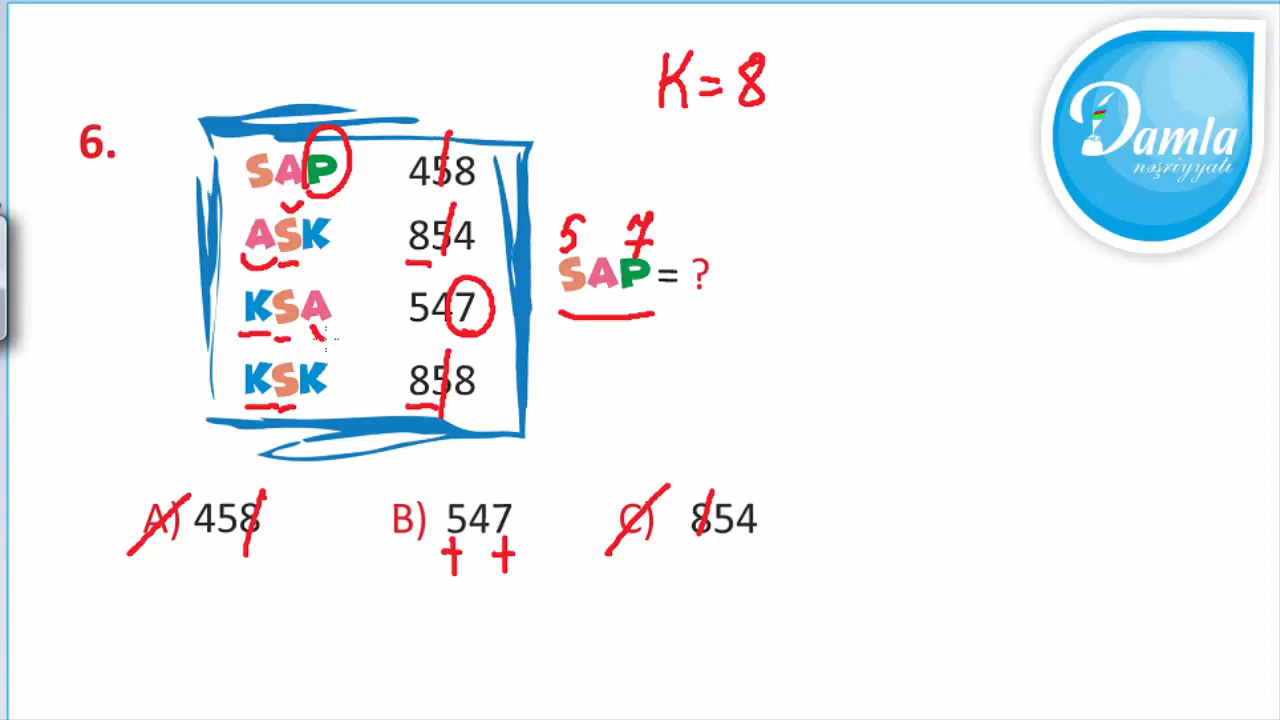 K=8
Damla
nəşriyyatı
6.
SAP 458
ASK 854
KSA 547
KSK 858
5 7
SAP = ?
A) 458 B) 547 C) 854